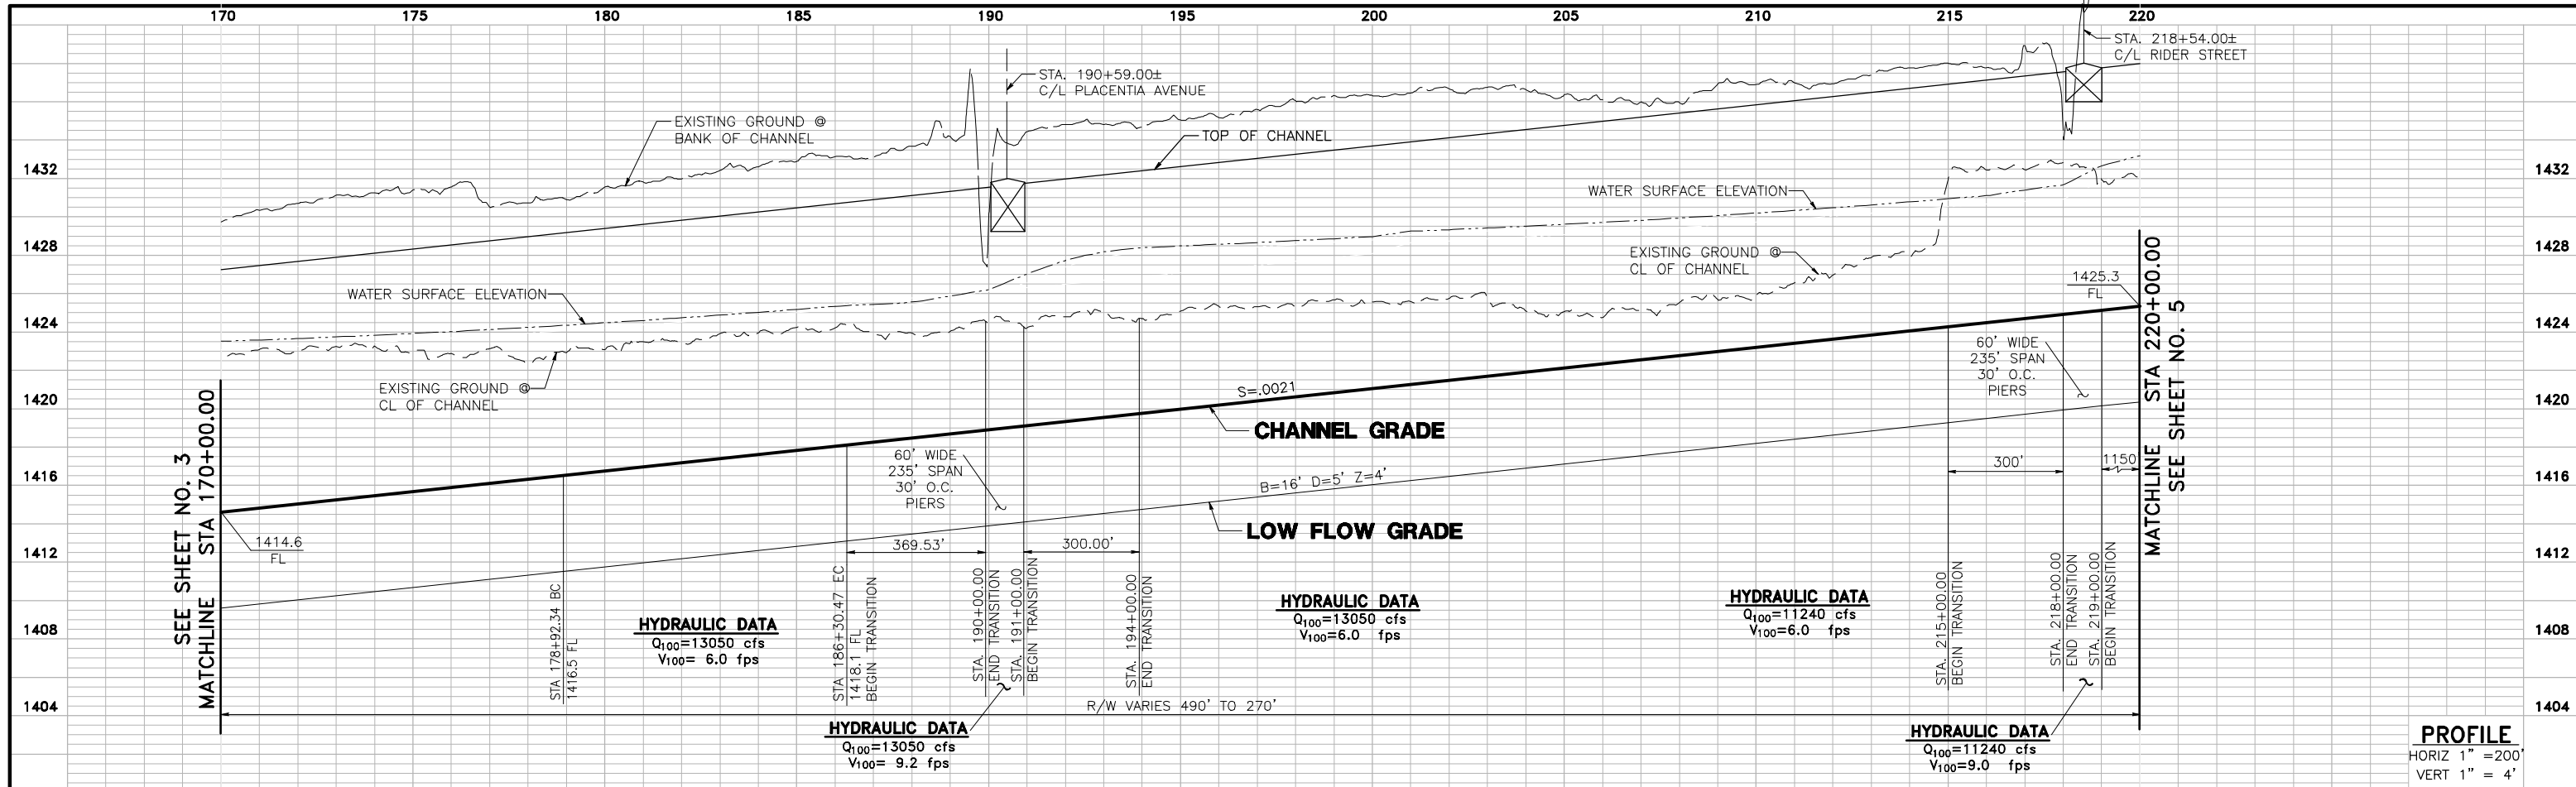 170 175 180 185 190 195 200 205 210 215 220
STA. 218+54.00±
C/L RIDER STREET
STA. 190+59.00±
C/L PLACENTIA AVENUE
EXISTING GROUND @
BANK OF CHANNEL
TOP OF CHANNEL
1432
1432
WATER SURFACE ELEVATION
1428
1428
EXISTING GROUND @
CL OF CHANNEL
1425.3
FL
WATER SURFACE ELEVATION
1424
1424
MATCHLINE STA 220+00.00
SEE SHEET NO. 5
60' WIDE
235' SPAN
30' O.C.
PIERS
EXISTING GROUND @
CL OF CHANNEL
S=.0021
1420
1420
CHANNEL GRADE
SEE SHEET NO. 3
MATCHLINE STA 170+00.00
60' WIDE
235' SPAN
30' O.C.
PIERS
1150
300'
1416
1416
B=16' D=5' Z=4'
LOW FLOW GRADE
1414.6
FL
369.53'
300.00'
1412
1412
STA 178+92.34 BC
1416.5 FL
STA 186+30.47 EC
1418.1 FL
BEGIN TRANSITION
STA. 190+00.00
END TRANSITION
STA. 191+00.00
BEGIN TRANSITION
STA. 194+00.00
END TRANSITION
STA. 215+00.00
BEGIN TRANSITION
STA. 218+00.00
END TRANSITION
STA. 219+00.00
BEGIN TRANSITION
HYDRAULIC DATA
Q100=13050 cfs
V100= 6.0 fps
HYDRAULIC DATA
Q100=13050 cfs
V100=6.0 fps
HYDRAULIC DATA
Q100=11240 cfs
V100=6.0 fps
1408
1408
1404
1404
R/W VARIES 490' TO 270'
HYDRAULIC DATA
Q100=13050 cfs
V100= 9.2 fps
HYDRAULIC DATA
Q100=11240 cfs
V100=9.0 fps
PROFILE
HORIZ 1" =200'
VERT 1" = 4'